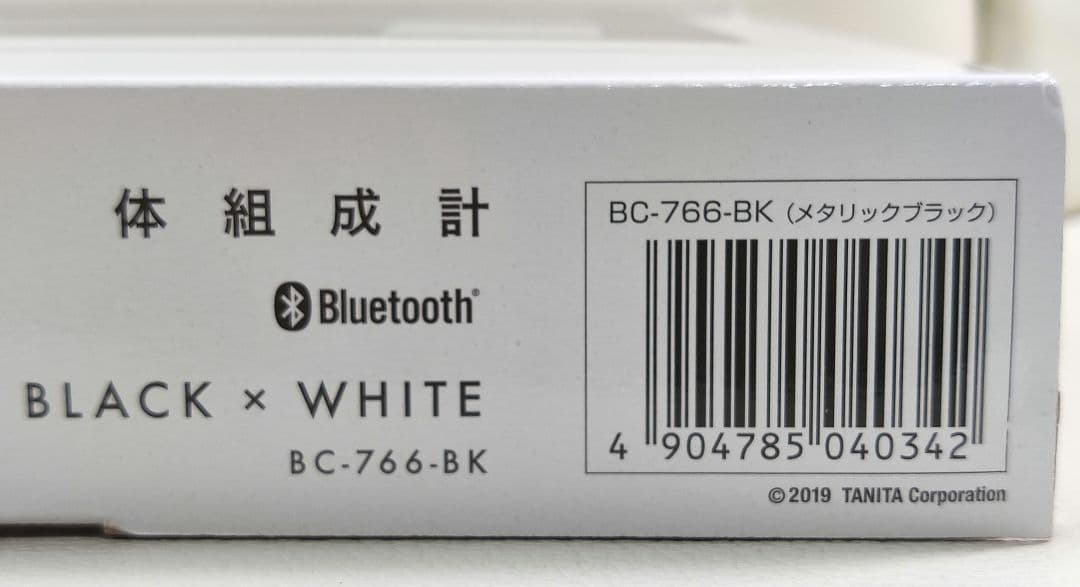 体組成計
Bluetooth®
BLACK × WHITE
BC-766-BK
BC-766-BK（メタリックブラック）
4 904785 040342
©2019 TANITA Corporation